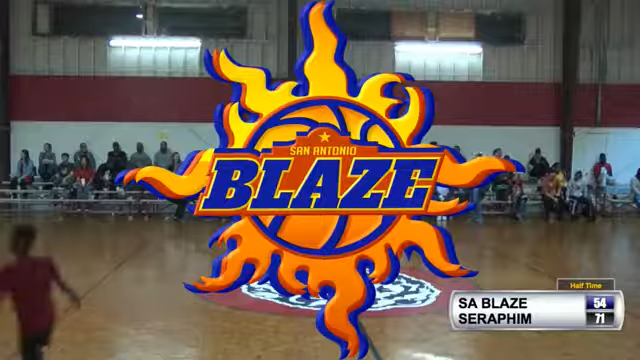 SAN ANTONIO
BLAZE
Half Time
SA BLAZE 54
SERAPHIM 71